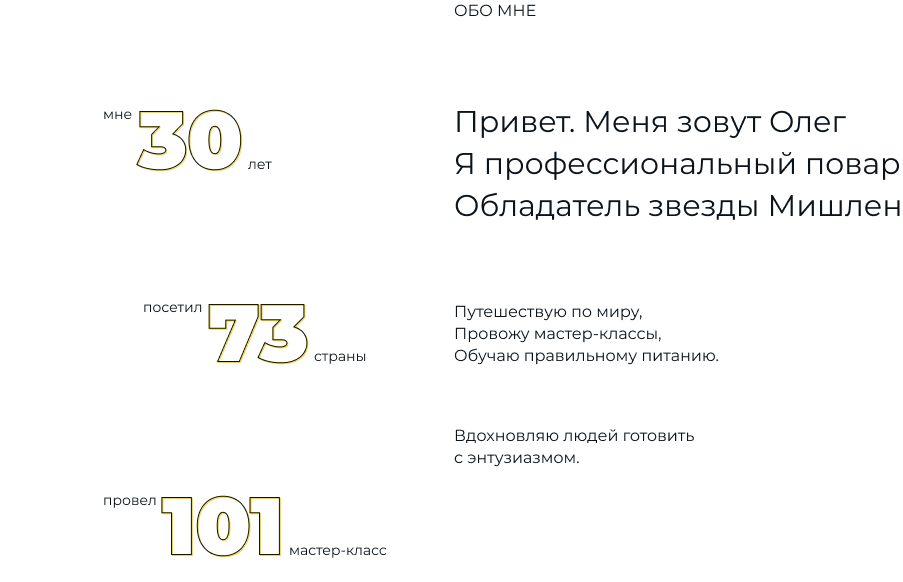 ОБО МНЕ
мне 30 лет
Привет. Меня зовут Олег
Я профессиональный повар
Обладатель звезды Мишлен
посетил 73 страны
Путешествую по миру,
Провожу мастер-классы,
Обучаю правильному питанию.
Вдохновляю людей готовить
с энтузиазмом.
провел 101 мастер-класс